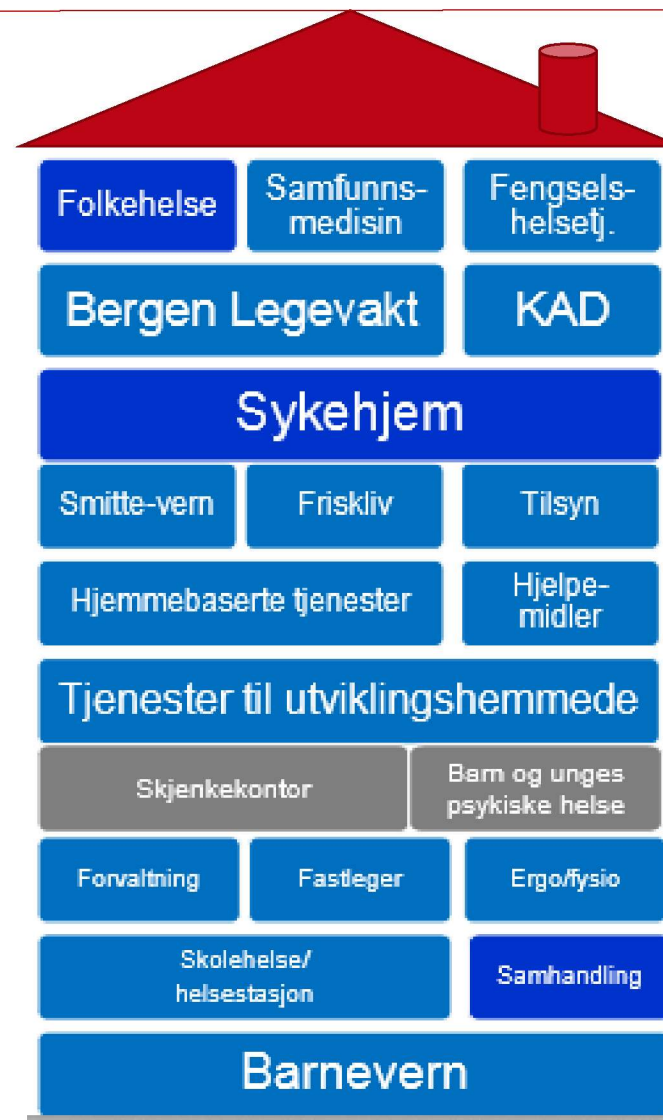 Folkehelse
Samfunns-
medisin
Fengsels-
helsetj.
Bergen Legevakt
KAD
Sykehjem
Smitte-vern
Friskliv
Tilsyn
Hjemmebaserte tjenester
Hjelpe-
midler
Tjenester til utviklingshemmede
Skjenkekontor
Barn og unges
psykiske helse
Forvaltning
Fastleger
Ergo/fysio
Skolehelse/
helsestasjon
Samhandling
Barnevern